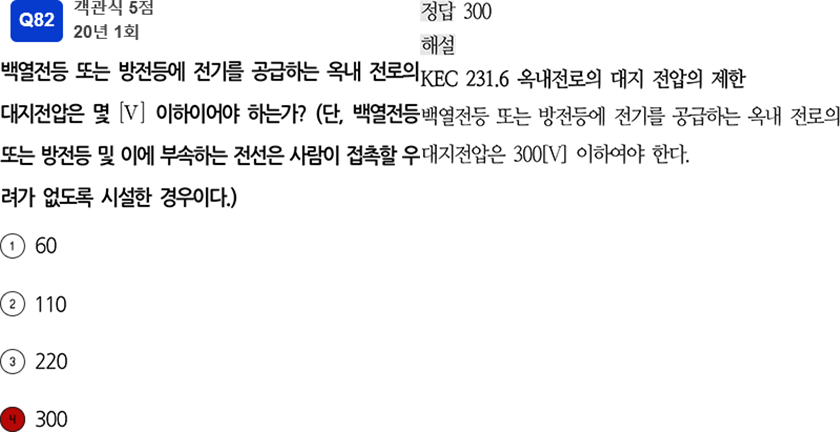 Q82
객관식 5점
20년 1회
백열전등 또는 방전등에 전기를 공급하는 옥내 전로의
대지전압은 몇 [V] 이하이어야 하는가? (단, 백열전등
또는 방전등 및 이에 부속하는 전선은 사람이 접촉할 우
려가 없도록 시설한 경우이다.)
① 60
② 110
③ 220
④ 300
정답 300
해설
KEC 231.6 옥내전로의 대지 전압의 제한
백열전등 또는 방전등에 전기를 공급하는 옥내 전로의
대지전압은 300[V] 이하여야 한다.